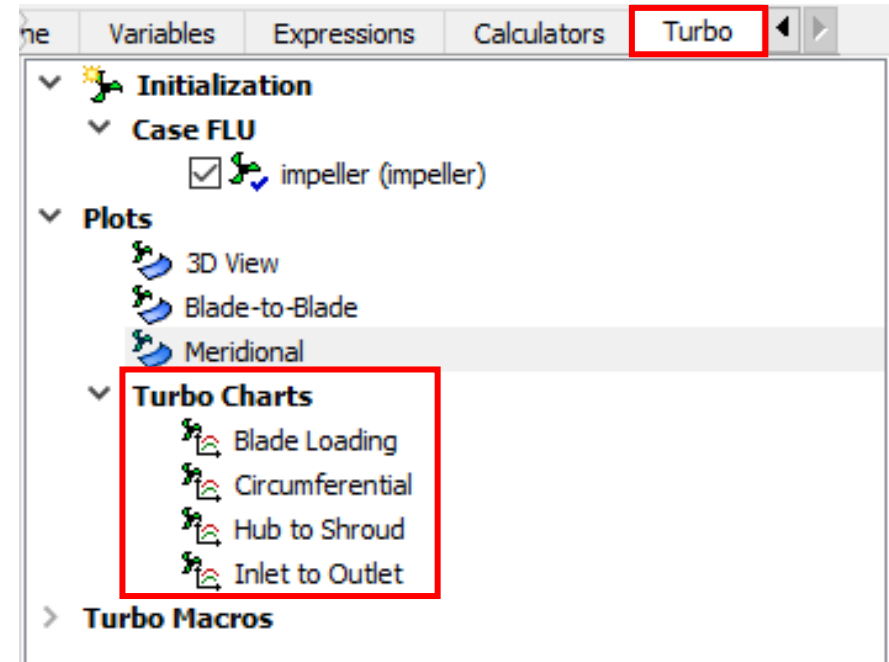 ne Variables Expressions Calculators Turbo
Initialization
Case FLU
impeller (impeller)
Plots
3D View
Blade-to-Blade
Meridional
Turbo Charts
Blade Loading
Circumferential
Hub to Shroud
Inlet to Outlet
Turbo Macros